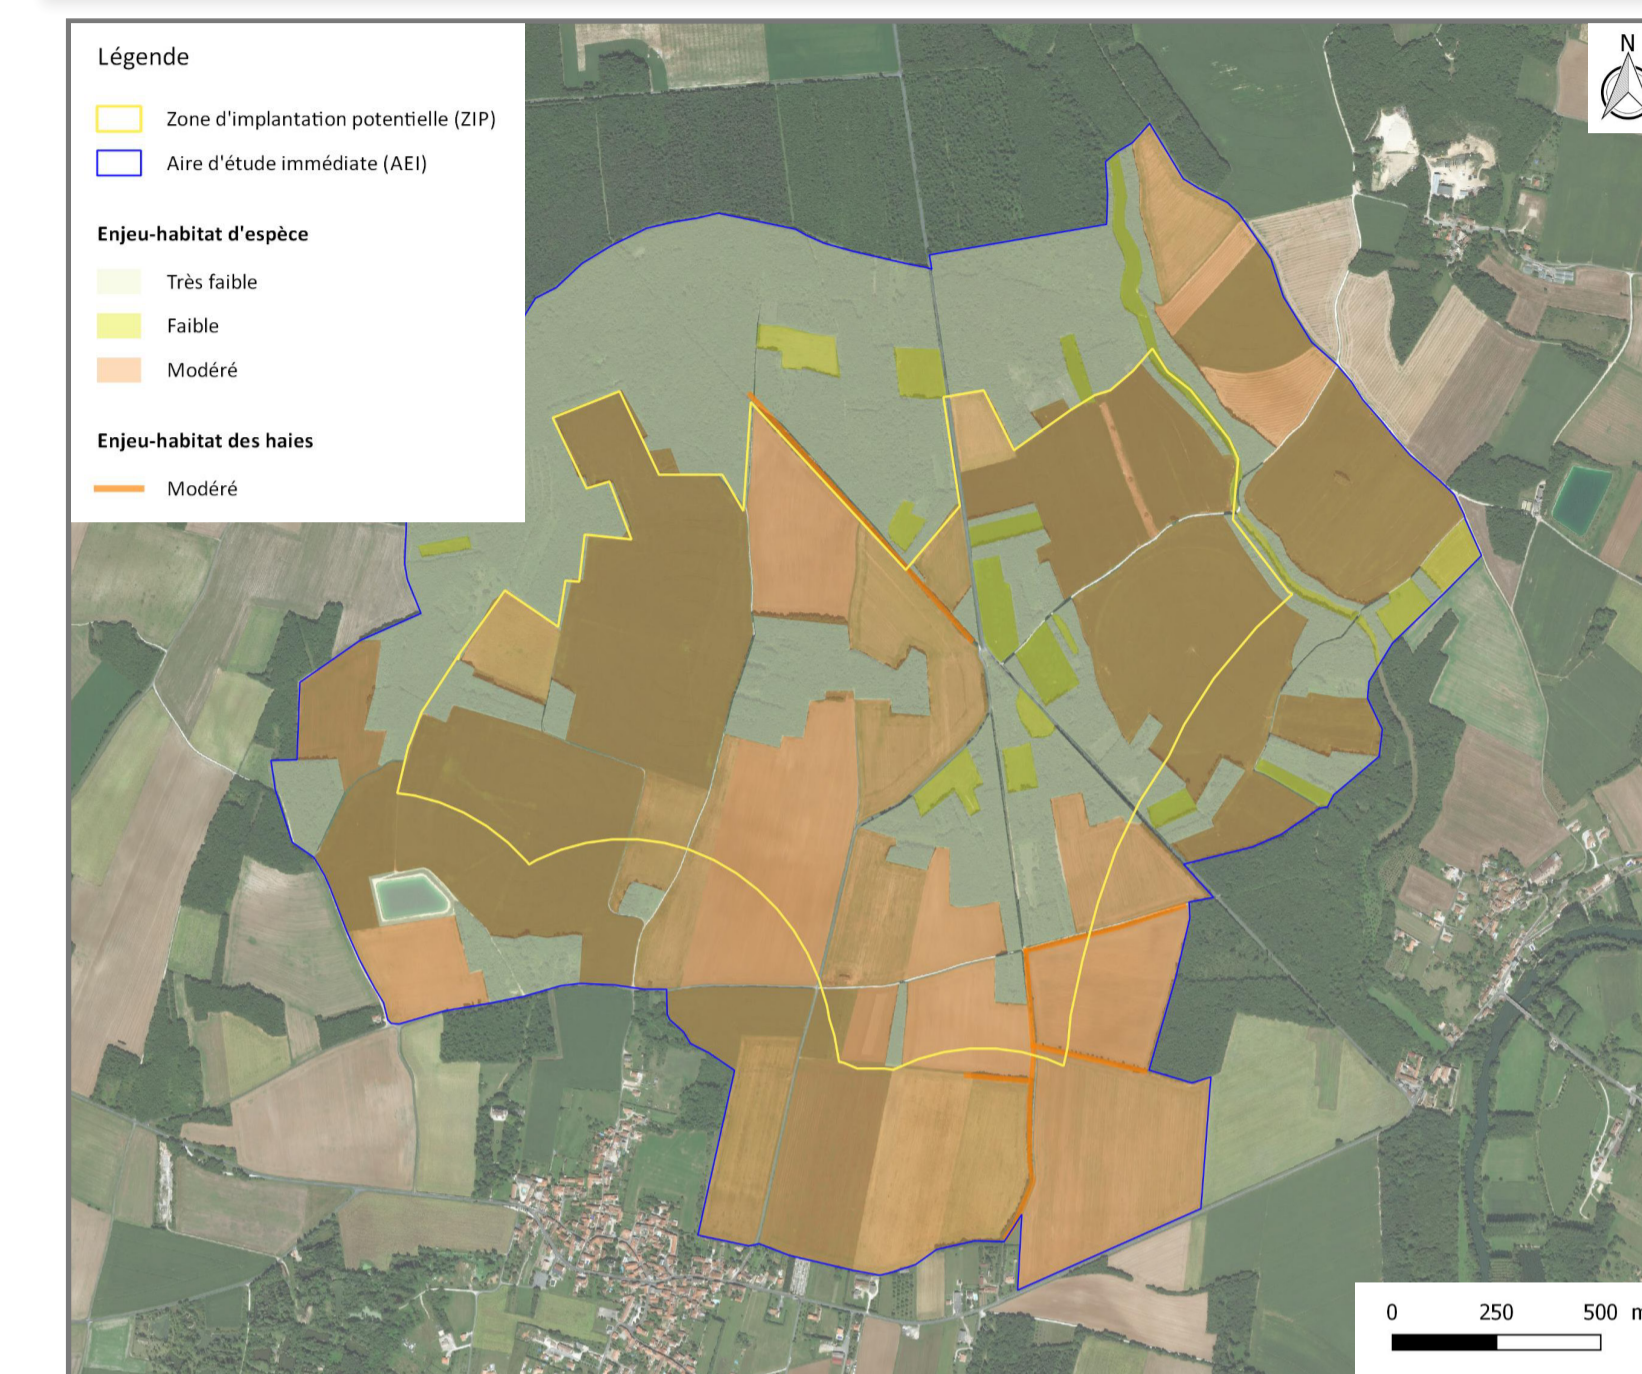 Légende
Zone d'implantation potentielle (ZIP)
Aire d'étude immédiate (AEI)
Enjeu-habitat d'espèce
Très faible
Faible
Modéré
Enjeu-habitat des haies
Modéré
N
0 250 500 m